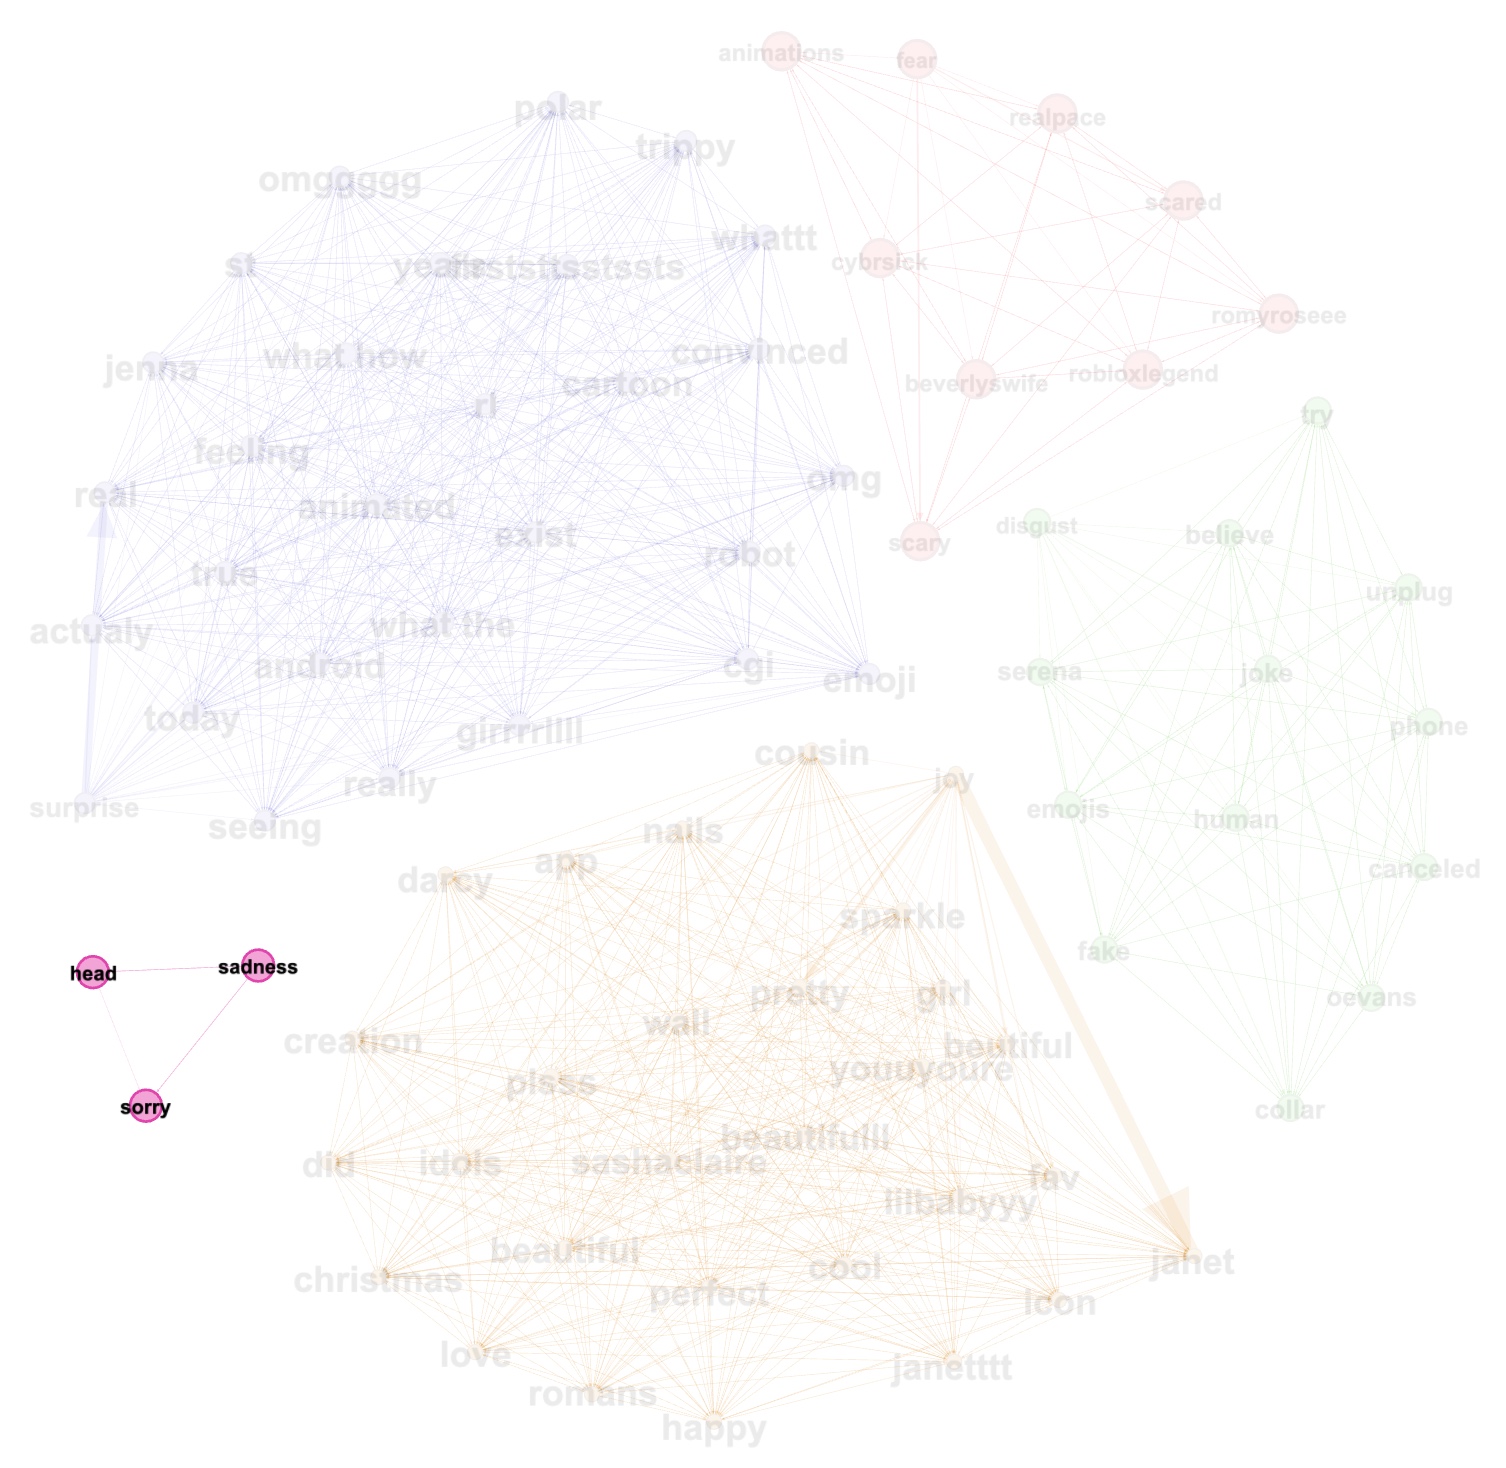 animations
fear
polar
realpace
trippy
omggggg
scared
whattt
cybrsick
st
romyroseee
what how
convinced
jenna
cartoon
beverlyswife
robloxlegend
rl
try
feeling
omg
real
animated
disgust
exist
believe
scary
robot
true
unplug
what the
actualy
android
cgi
emoji
serena
joke
today
girrrrllll
phone
cousin
joy
really
surprise
seeing
emojis
human
nails
app
darcy
canceled
sparkle
fake
head
sadness
pretty
girl
oevans
wall
creation
beutiful
youuyoure
plsss
sorry
collar
beautifulll
did
idols
sashaclaire
fav
lilbabyyy
beautiful
cool
janet
christmas
perfect
icon
love
janetttt
romans
happy